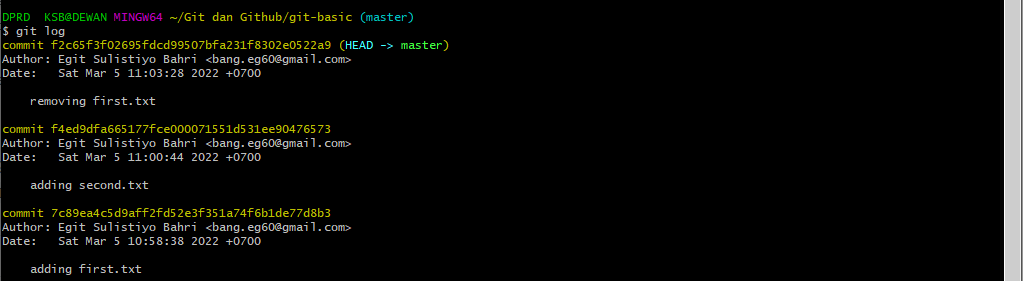 DPRD  KSB@DEWAN MINGW64 ~/Git dan Github/git-basic (master)
$ git log
commit f2c65f3f02695fdcd99507bfa231f8302e0522a9 (HEAD -> master)
Author: Egit Sulistiyo Bahri <bang.eg60@gmail.com>
Date:   Sat Mar 5 11:03:28 2022 +0700
    removing first.txt
commit f4ed9dfa665177fce000071551d531ee90476573
Author: Egit Sulistiyo Bahri <bang.eg60@gmail.com>
Date:   Sat Mar 5 11:00:44 2022 +0700
    adding second.txt
commit 7c89ea4c5d9aff2fd52e3f351a74f6b1de77d8b3
Author: Egit Sulistiyo Bahri <bang.eg60@gmail.com>
Date:   Sat Mar 5 10:58:38 2022 +0700
    adding first.txt